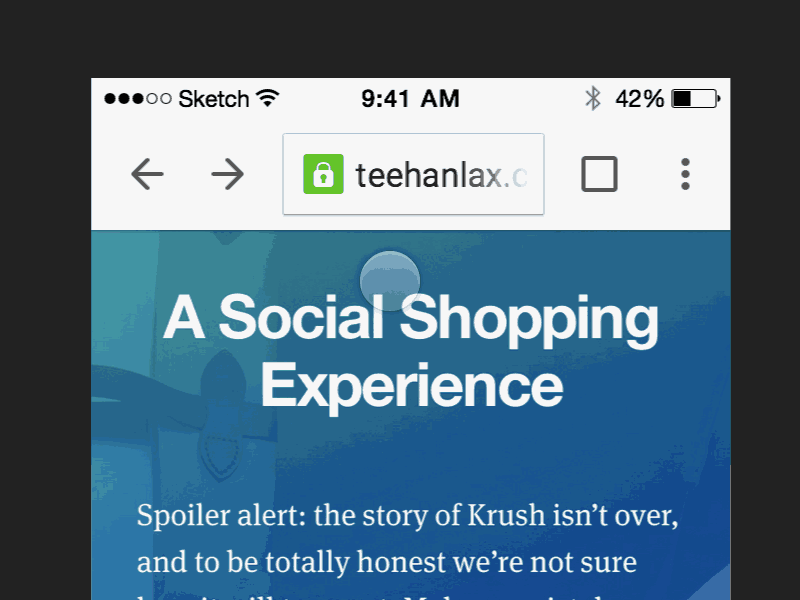 Sketch 9:41 AM 42%
teehanlax.c
A Social Shopping
Experience
Spoiler alert: the story of Krush isn’t over,
and to be totally honest we’re not sure